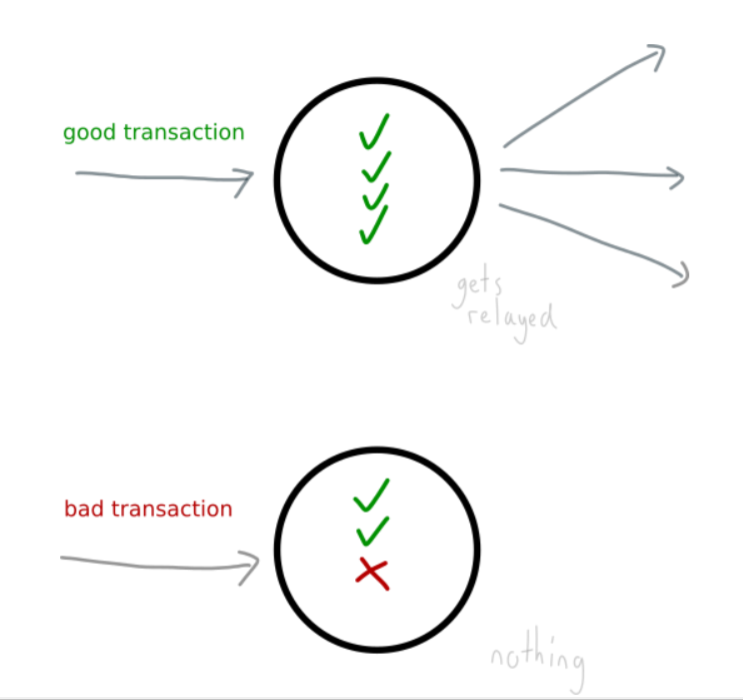 good transaction
gets
relayed
bad transaction
nothing